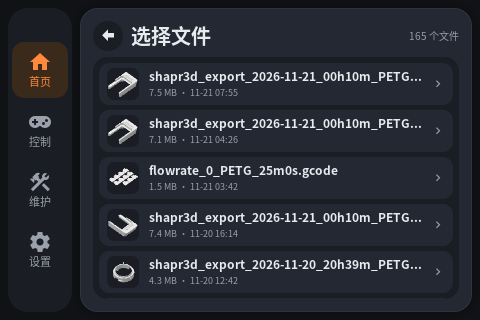 选择文件
165 个文件
首页
控制
维护
设置
shapr3d_export_2026-11-21_00h10m_PETG...
7.5 MB • 11-21 07:55
shapr3d_export_2026-11-21_00h10m_PETG...
7.1 MB • 11-21 04:26
flowrate_0_PETG_25m0s.gcode
1.5 MB • 11-21 03:42
shapr3d_export_2026-11-21_00h10m_PETG...
7.4 MB • 11-20 16:14
shapr3d_export_2026-11-20_20h39m_PETG...
4.3 MB • 11-20 12:42